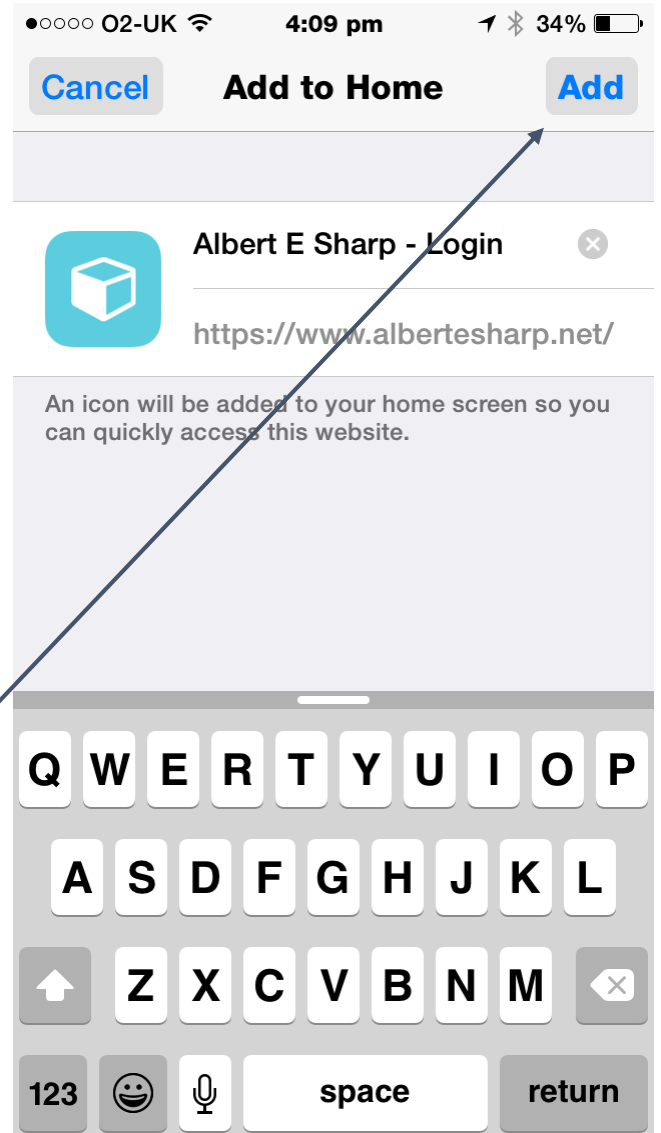 O2-UK 4:09 pm 34%
Cancel Add to Home Add
Albert E Sharp - Login
https://www.albertesharp.net/
An icon will be added to your home screen so you
can quickly access this website.
Q W E R T Y U I O P
A S D F G H J K L
Z X C V B N M
123 space return